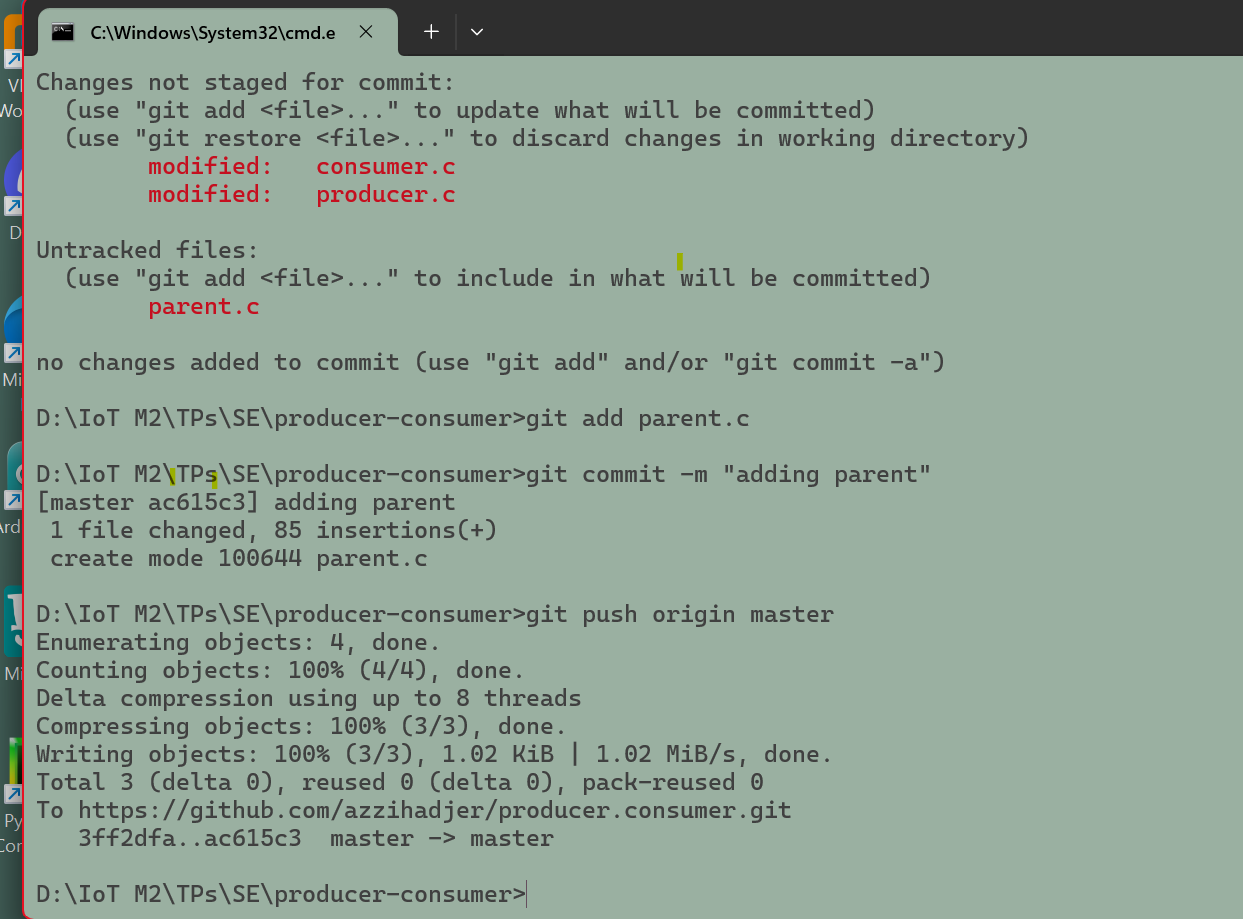 C:\Windows\System32\cmd.e
Changes not staged for commit:
  (use "git add <file>..." to update what will be committed)
  (use "git restore <file>..." to discard changes in working directory)
        modified:   consumer.c
        modified:   producer.c
Untracked files:
  (use "git add <file>..." to include in what will be committed)
        parent.c
no changes added to commit (use "git add" and/or "git commit -a")
D:\IoT M2\TPs\SE\producer-consumer>git add parent.c
D:\IoT M2\TPs\SE\producer-consumer>git commit -m "adding parent"
[master ac615c3] adding parent
 1 file changed, 85 insertions(+)
 create mode 100644 parent.c
D:\IoT M2\TPs\SE\producer-consumer>git push origin master
Enumerating objects: 4, done.
Counting objects: 100% (4/4), done.
Delta compression using up to 8 threads
Compressing objects: 100% (3/3), done.
Writing objects: 100% (3/3), 1.02 KiB | 1.02 MiB/s, done.
Total 3 (delta 0), reused 0 (delta 0), pack-reused 0
To https://github.com/azzihadjer/producer.consumer.git
   3ff2dfa..ac615c3  master -> master
D:\IoT M2\TPs\SE\producer-consumer>